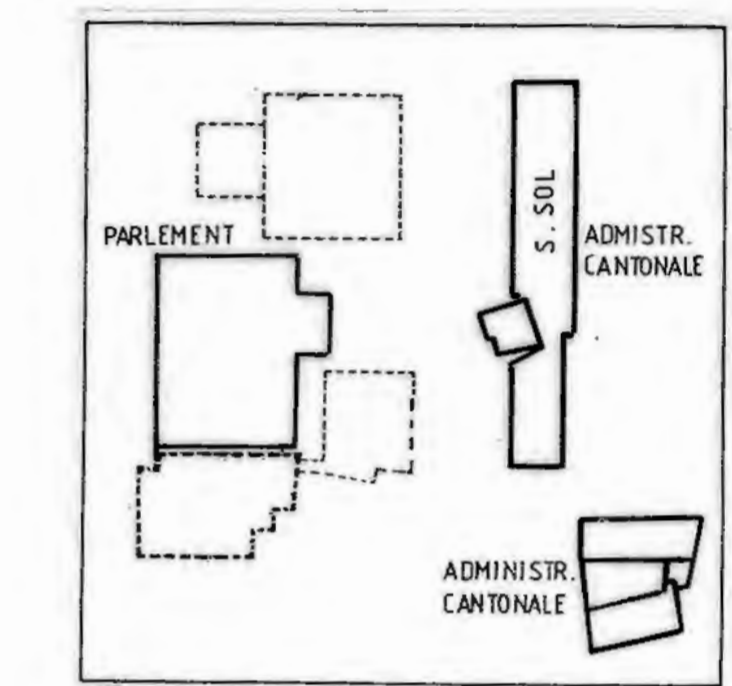 PARLEMENT
S. SOL
ADMISTR.
CANTONALE
ADMINISTR.
CANTONALE